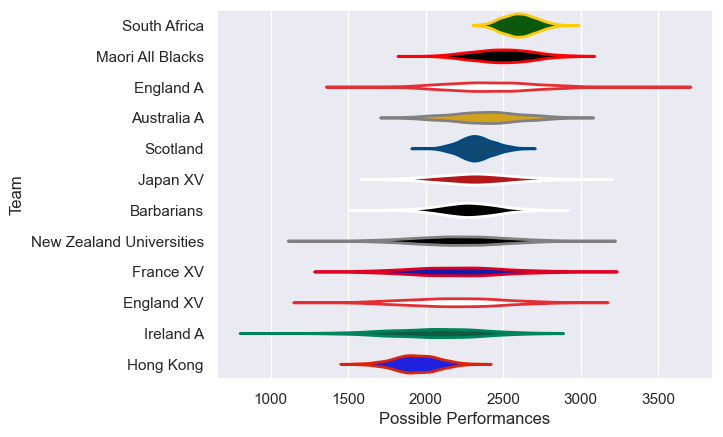 South Africa
Maori All Blacks
England A
Australia A
Scotland
Japan XV
Barbarians
New Zealand Universities
France XV
England XV
Ireland A
Hong Kong
Team
1000 1500 2000 2500 3000 3500
Possible Performances